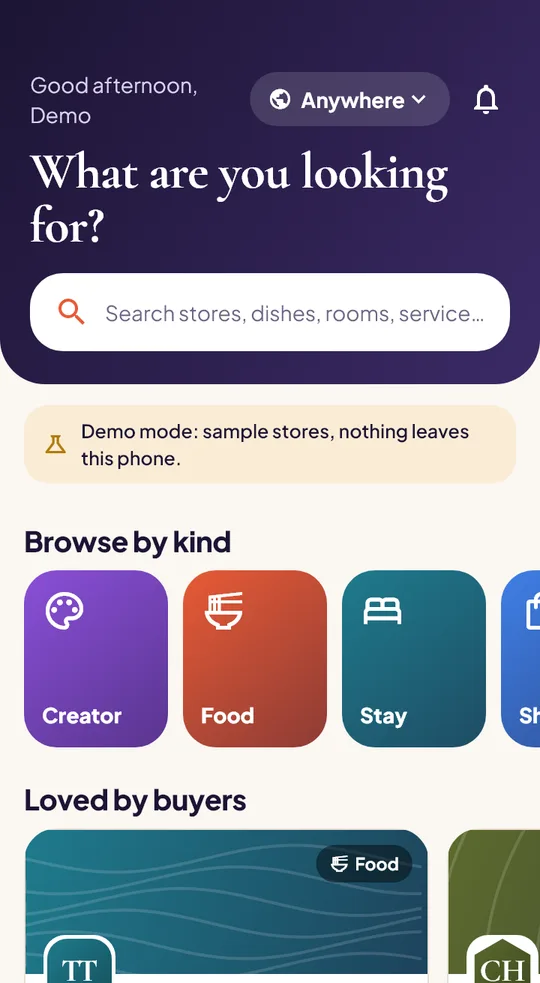 Good afternoon,
Demo
Anywhere
What are you looking
for?
Search stores, dishes, rooms, service…
Demo mode: sample stores, nothing leaves
this phone.
Browse by kind
Creator
Food
Stay
Sh
Loved by buyers
Food
TT
CH